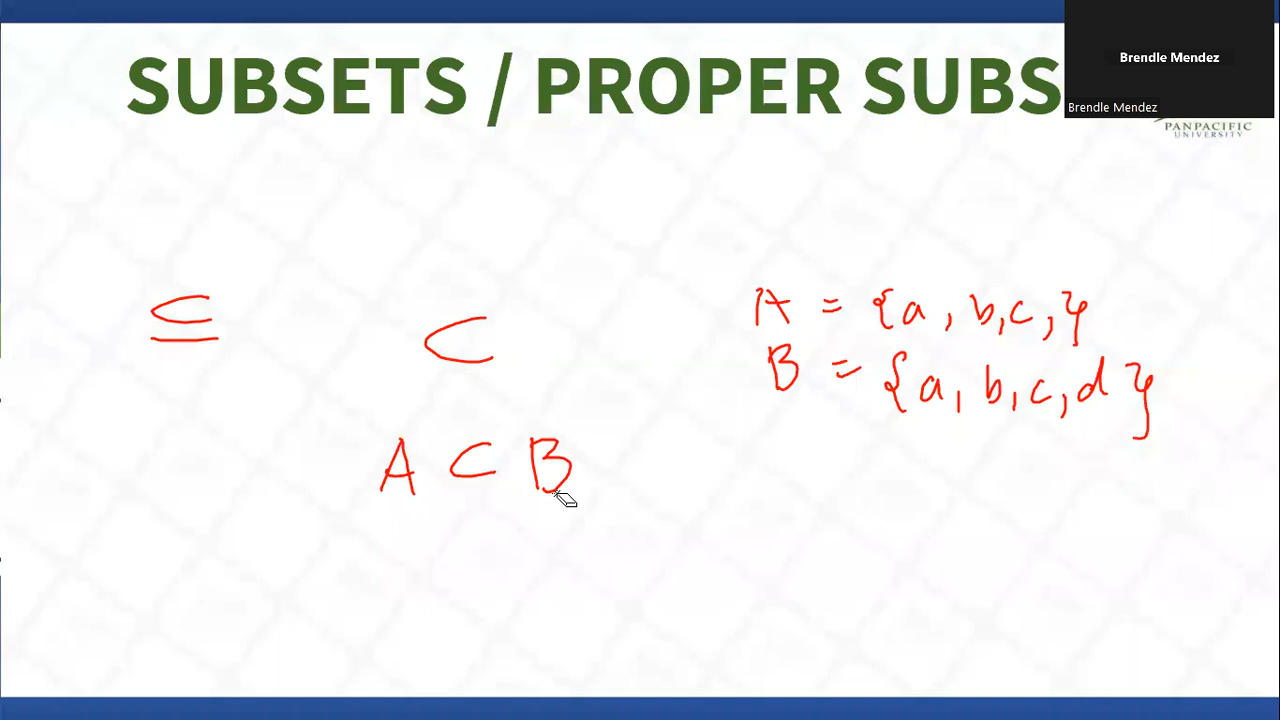 SUBSETS / PROPER SUBS
Brendle Mendez
Brendle Mendez
PANPACIFIC
UNIVERSITY
⊆
⊂
A = {a, b, c, }
B = {a, b, c, d}
A ⊂ B